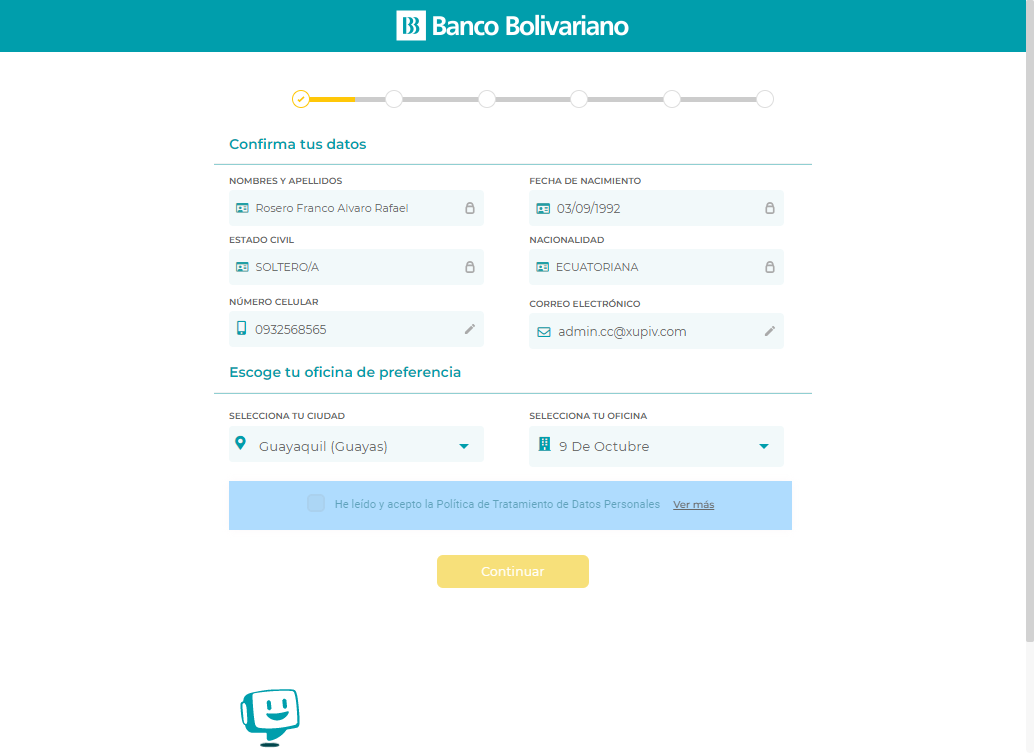 Banco Bolivariano
Confirma tus datos
NOMBRES Y APELLIDOS
FECHA DE NACIMIENTO
Rosero Franco Alvaro Rafael
03/09/1992
ESTADO CIVIL
NACIONALIDAD
SOLTERO/A
ECUATORIANA
NÚMERO CELULAR
CORREO ELECTRÓNICO
0932568565
admin.cc@xupiv.com
Escoge tu oficina de preferencia
SELECCIONA TU CIUDAD
SELECCIONA TU OFICINA
Guayaquil (Guayas)
9 De Octubre
He leído y acepto la Política de Tratamiento de Datos Personales Ver más
Continuar